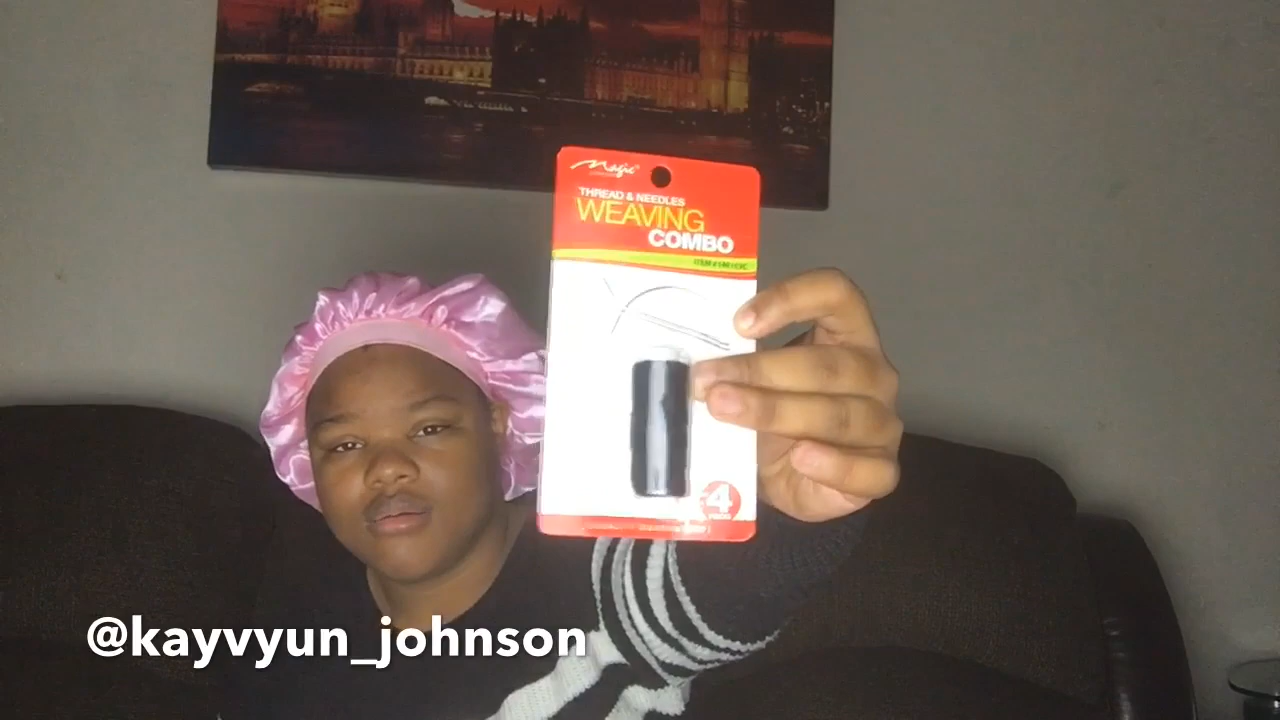 Magic
THREAD & NEEDLES
WEAVING
COMBO
4
@kayvyun_johnson